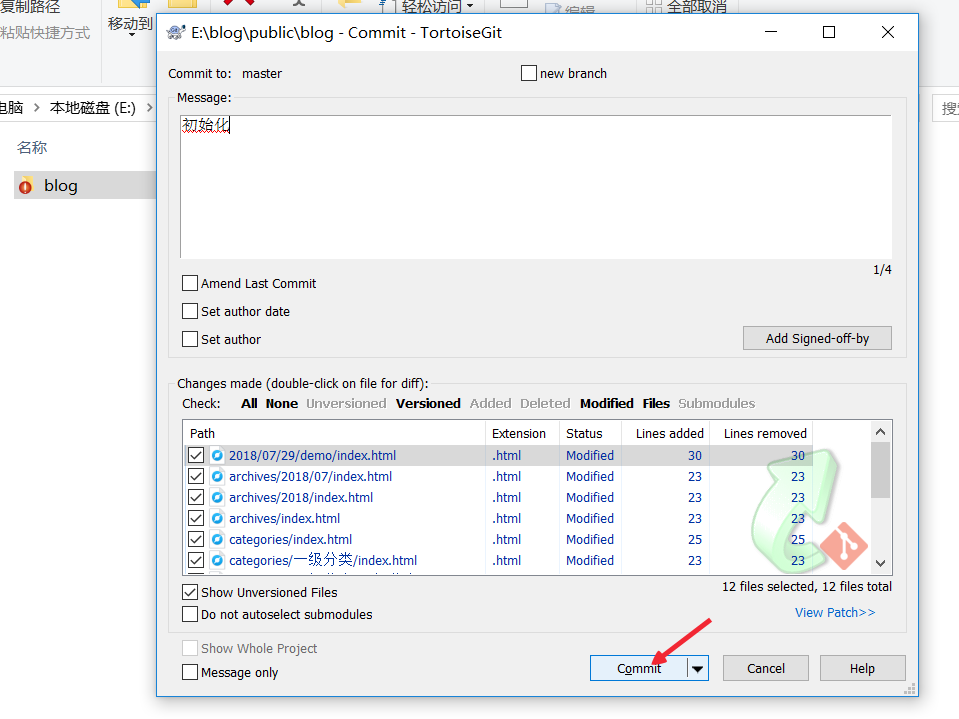 复制路径
粘贴快捷方式
移动到
轻松访问
编辑
全部取消
电脑 > 本地磁盘 (E:) >
名称
blog
E:\blog\public\blog - Commit - TortoiseGit
Commit to: master
new branch
Message:
初始化
1/4
Amend Last Commit
Set author date
Set author
Add Signed-off-by
Changes made (double-click on file for diff):
Check: All None Unversioned Versioned Added Deleted Modified Files Submodules
Path Extension Status Lines added Lines removed
2018/07/29/demo/index.html .html Modified 30 30
archives/2018/07/index.html .html Modified 23 23
archives/2018/index.html .html Modified 23 23
archives/index.html .html Modified 23 23
categories/index.html .html Modified 25 25
categories/一级分类/index.html .html Modified 23 23
Show Unversioned Files
12 files selected, 12 files total
Do not autoselect submodules
View Patch>>
Show Whole Project
Message only
Commit
Cancel
Help